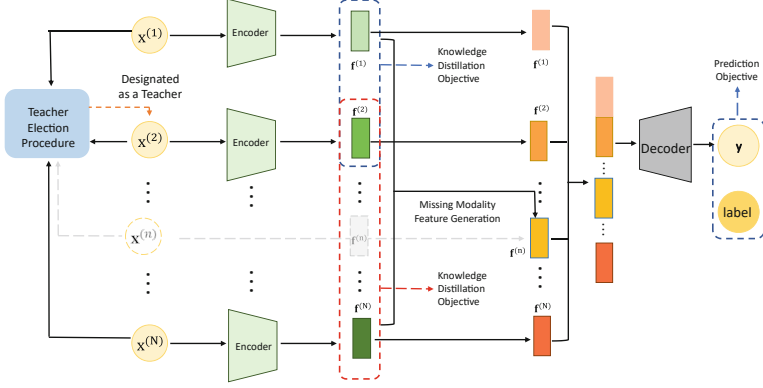 x⁽¹⁾
Encoder
f⁽¹⁾
Knowledge
Distillation
Objective
f⁽¹⁾
Designated
as a Teacher
Teacher
Election
Procedure
x⁽²⁾
Encoder
f⁽²⁾
f⁽²⁾
Prediction
Objective
Decoder
y
label
Missing Modality
Feature Generation
x⁽ⁿ⁾
f⁽ⁿ⁾
f⁽ⁿ⁾
Knowledge
Distillation
Objective
x⁽ᴺ⁾
Encoder
f⁽ᴺ⁾
f⁽ᴺ⁾